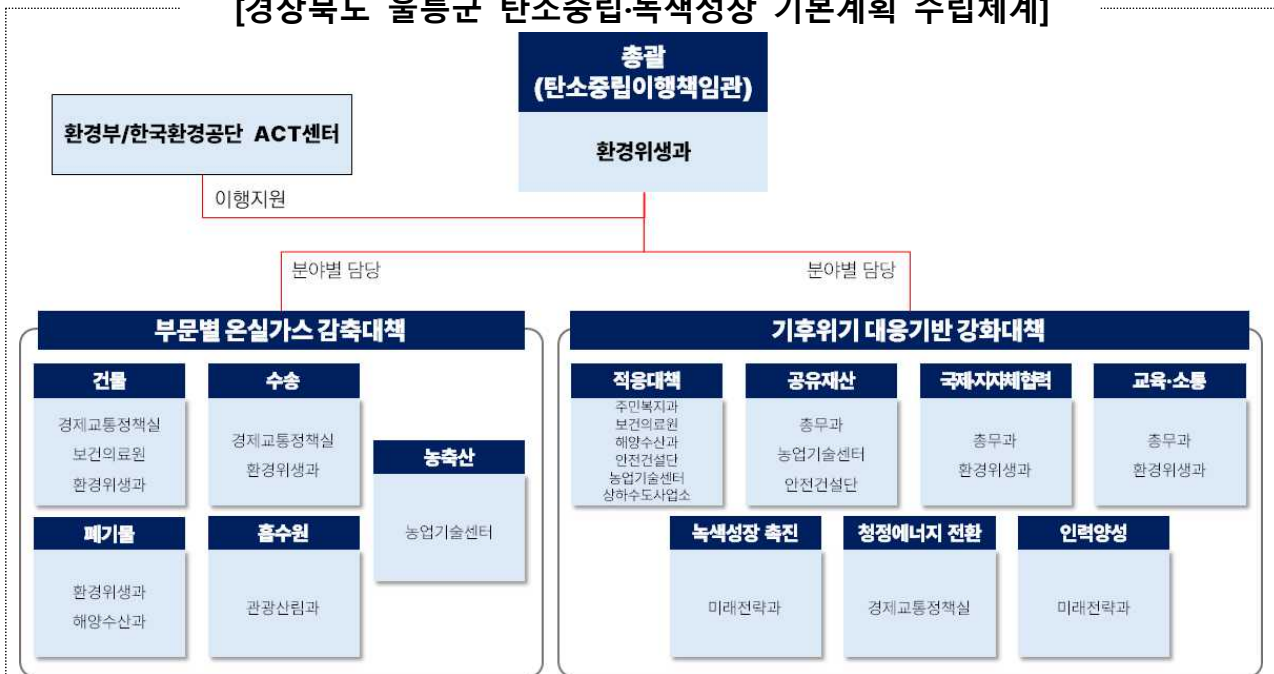 [경상북도 울릉군 탄소중립·녹색성장 기본계획 수립체계]
총괄
(탄소중립이행책임관)
환경위생과
환경부/한국환경공단 ACT센터
이행지원
분야별 담당
분야별 담당
부문별 온실가스 감축대책
건물
경제교통정책실
보건의료원
환경위생과
수송
경제교통정책실
환경위생과
농축산
농업기술센터
폐기물
환경위생과
해양수산과
흡수원
관광산림과
기후위기 대응기반 강화대책
적응대책
주민복지과
보건의료원
해양수산과
안전건설단
농업기술센터
상하수도사업소
공유재산
총무과
농업기술센터
안전건설단
국제·지자체협력
총무과
환경위생과
교육·소통
총무과
환경위생과
녹색성장 촉진
미래전략과
청정에너지 전환
경제교통정책실
인력양성
미래전략과